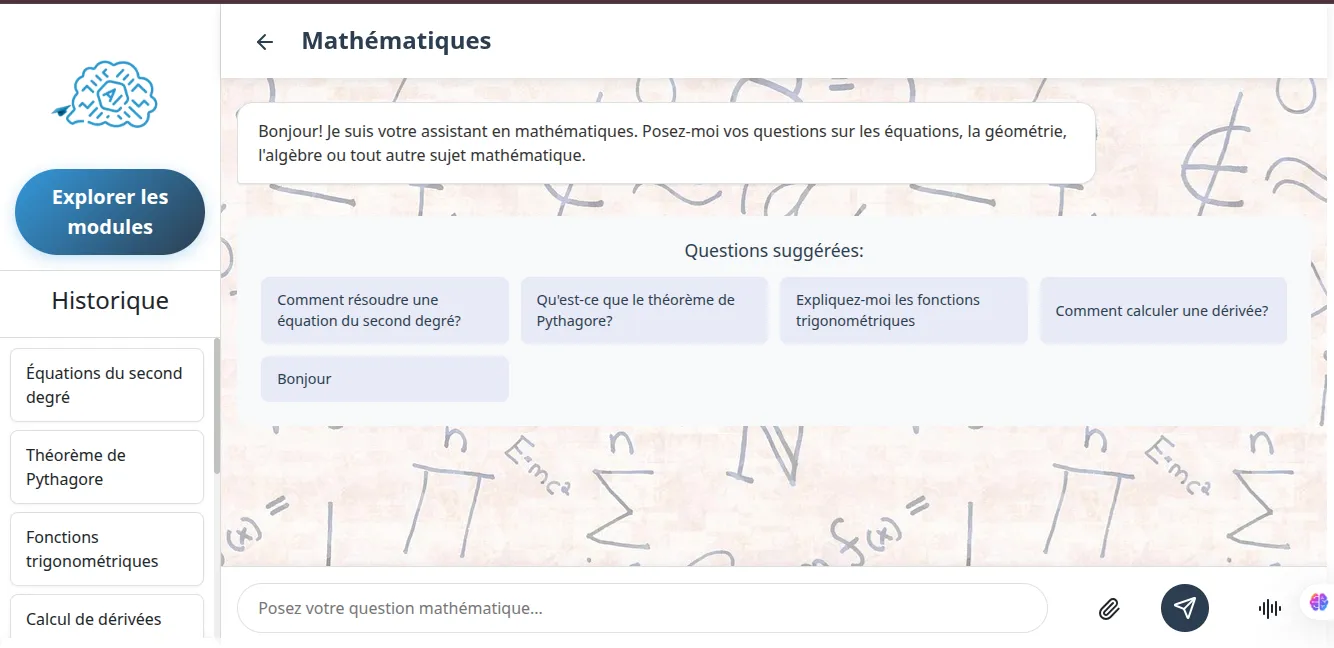 Mathématiques
AI
Explorer les
modules
Historique
Équations du second
degré
Théorème de
Pythagore
Fonctions
trigonométriques
Calcul de dérivées
Bonjour! Je suis votre assistant en mathématiques. Posez-moi vos questions sur les équations, la géométrie,
l'algèbre ou tout autre sujet mathématique.
Questions suggérées:
Comment résoudre une
équation du second degré?
Qu'est-ce que le théorème de
Pythagore?
Expliquez-moi les fonctions
trigonométriques
Comment calculer une dérivée?
Bonjour
n
E=mc2
n
N
n
E=mc2
n
(x) =
f(x) =
Posez votre question mathématique...